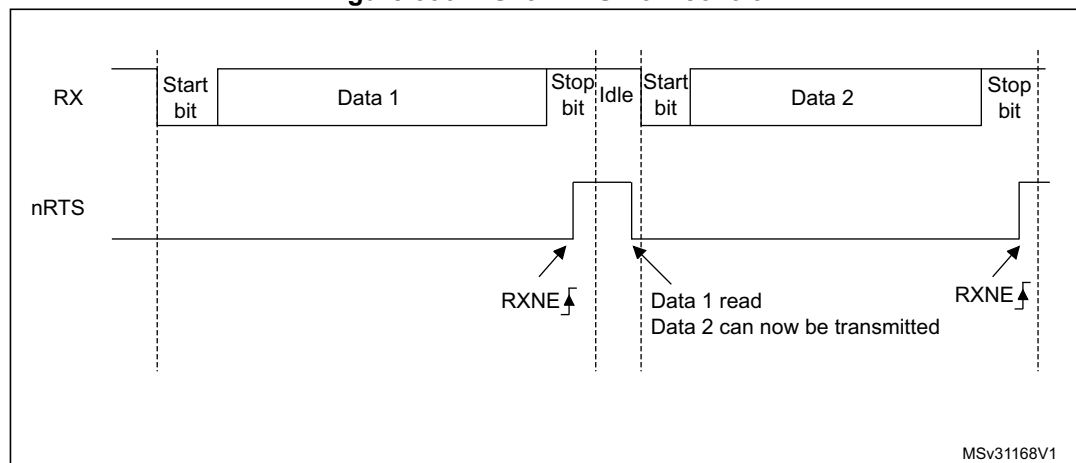 RX
Start
bit
Data 1
Stop
bit
Idle
Start
bit
Data 2
Stop
bit
nRTS
RXNE
Data 1 read
Data 2 can now be transmitted
RXNE
MSv31168V1